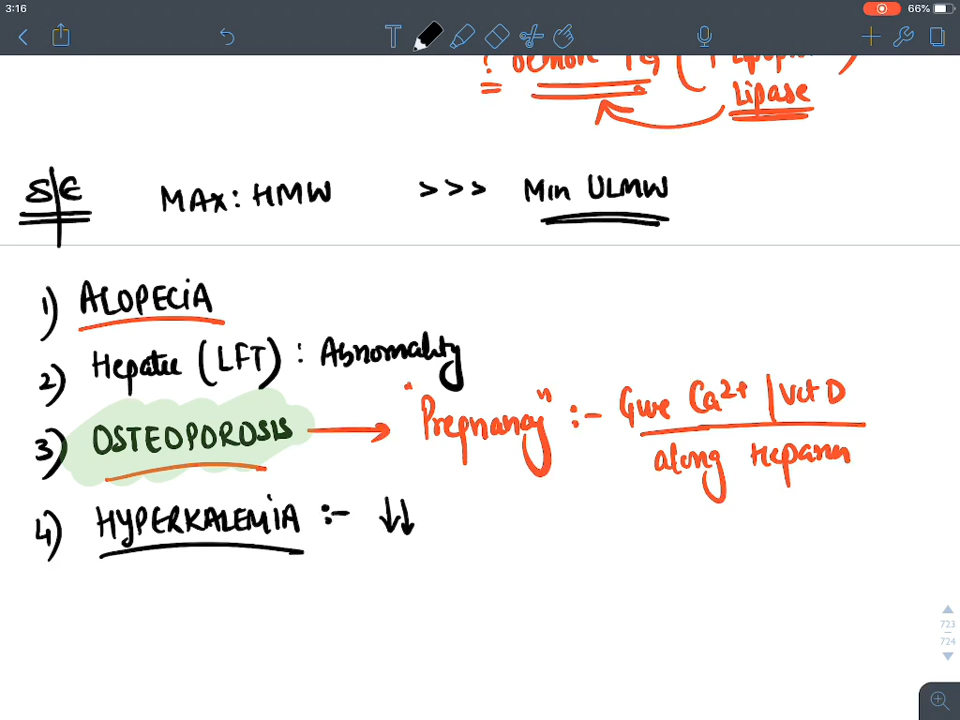 3:16
66%
T
Lipase
S E MAX: HMW >>> Min ULMW
1) ALOPECIA
2) Hepatic (LFT) : Abnormality
3) OSTEOPOROSIS → "Pregnancy" :- Give Ca2+ | Vit D
along Heparin
4) HYPERKALEMIA :- ↓↓
723
724